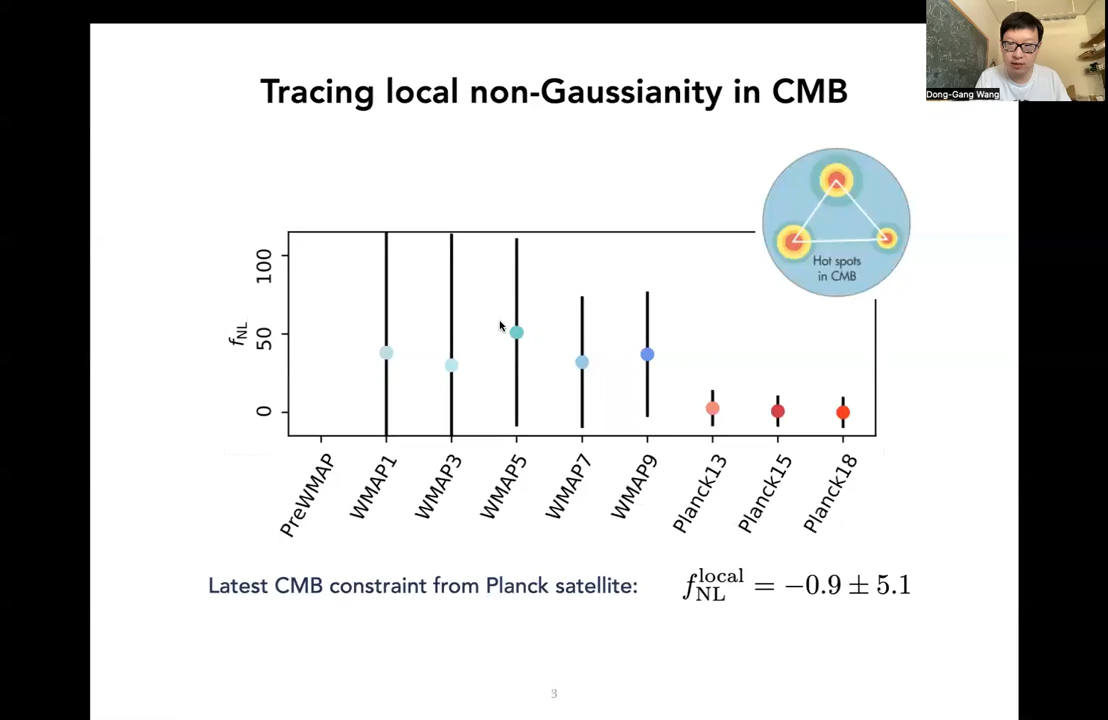 Tracing local non-Gaussianity in CMB
Dong-Gang Wang
Hot spots
in CMB
f_NL
100
50
0
PreWMAP
WMAP1
WMAP3
WMAP5
WMAP7
WMAP9
Planck13
Planck15
Planck18
Latest CMB constraint from Planck satellite: f_NL^local = −0.9 ± 5.1
3